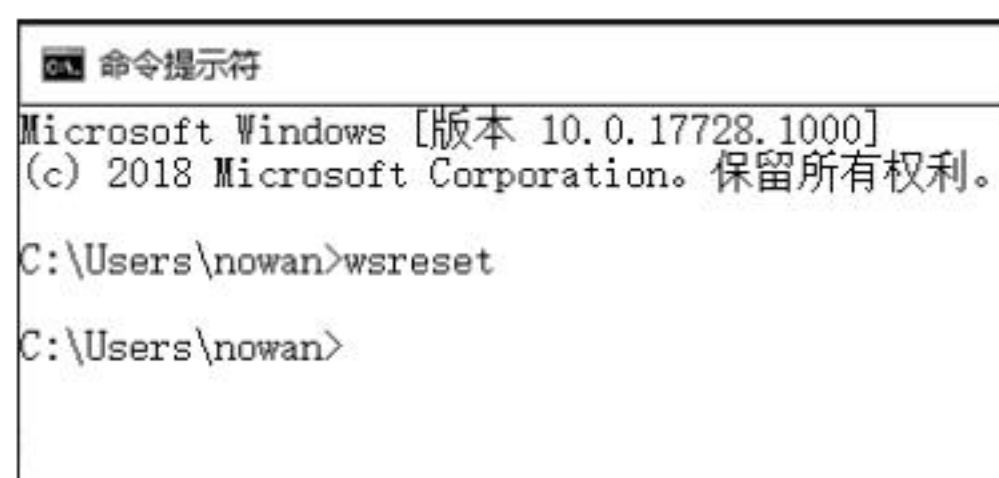 命令提示符
Microsoft Windows [版本 10.0.17728.1000]
(c) 2018 Microsoft Corporation。保留所有权利。
C:\Users\nowan>wsreset
C:\Users\nowan>